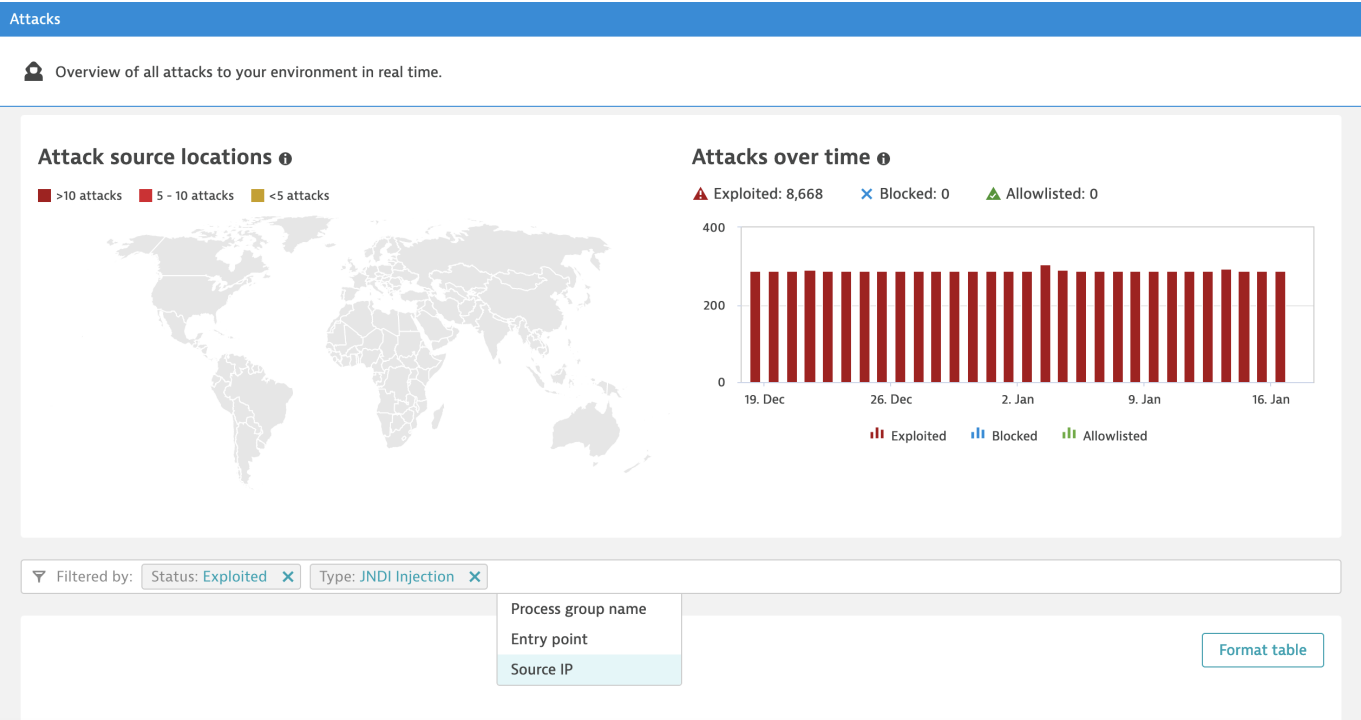 Attacks
Overview of all attacks to your environment in real time.
Attack source locations
>10 attacks 5 - 10 attacks <5 attacks
Attacks over time
Exploited: 8,668 Blocked: 0 Allowlisted: 0
400
200
0
19. Dec 26. Dec 2. Jan 9. Jan 16. Jan
Exploited Blocked Allowlisted
Filtered by: Status: Exploited Type: JNDI Injection
Process group name
Entry point
Source IP
Format table